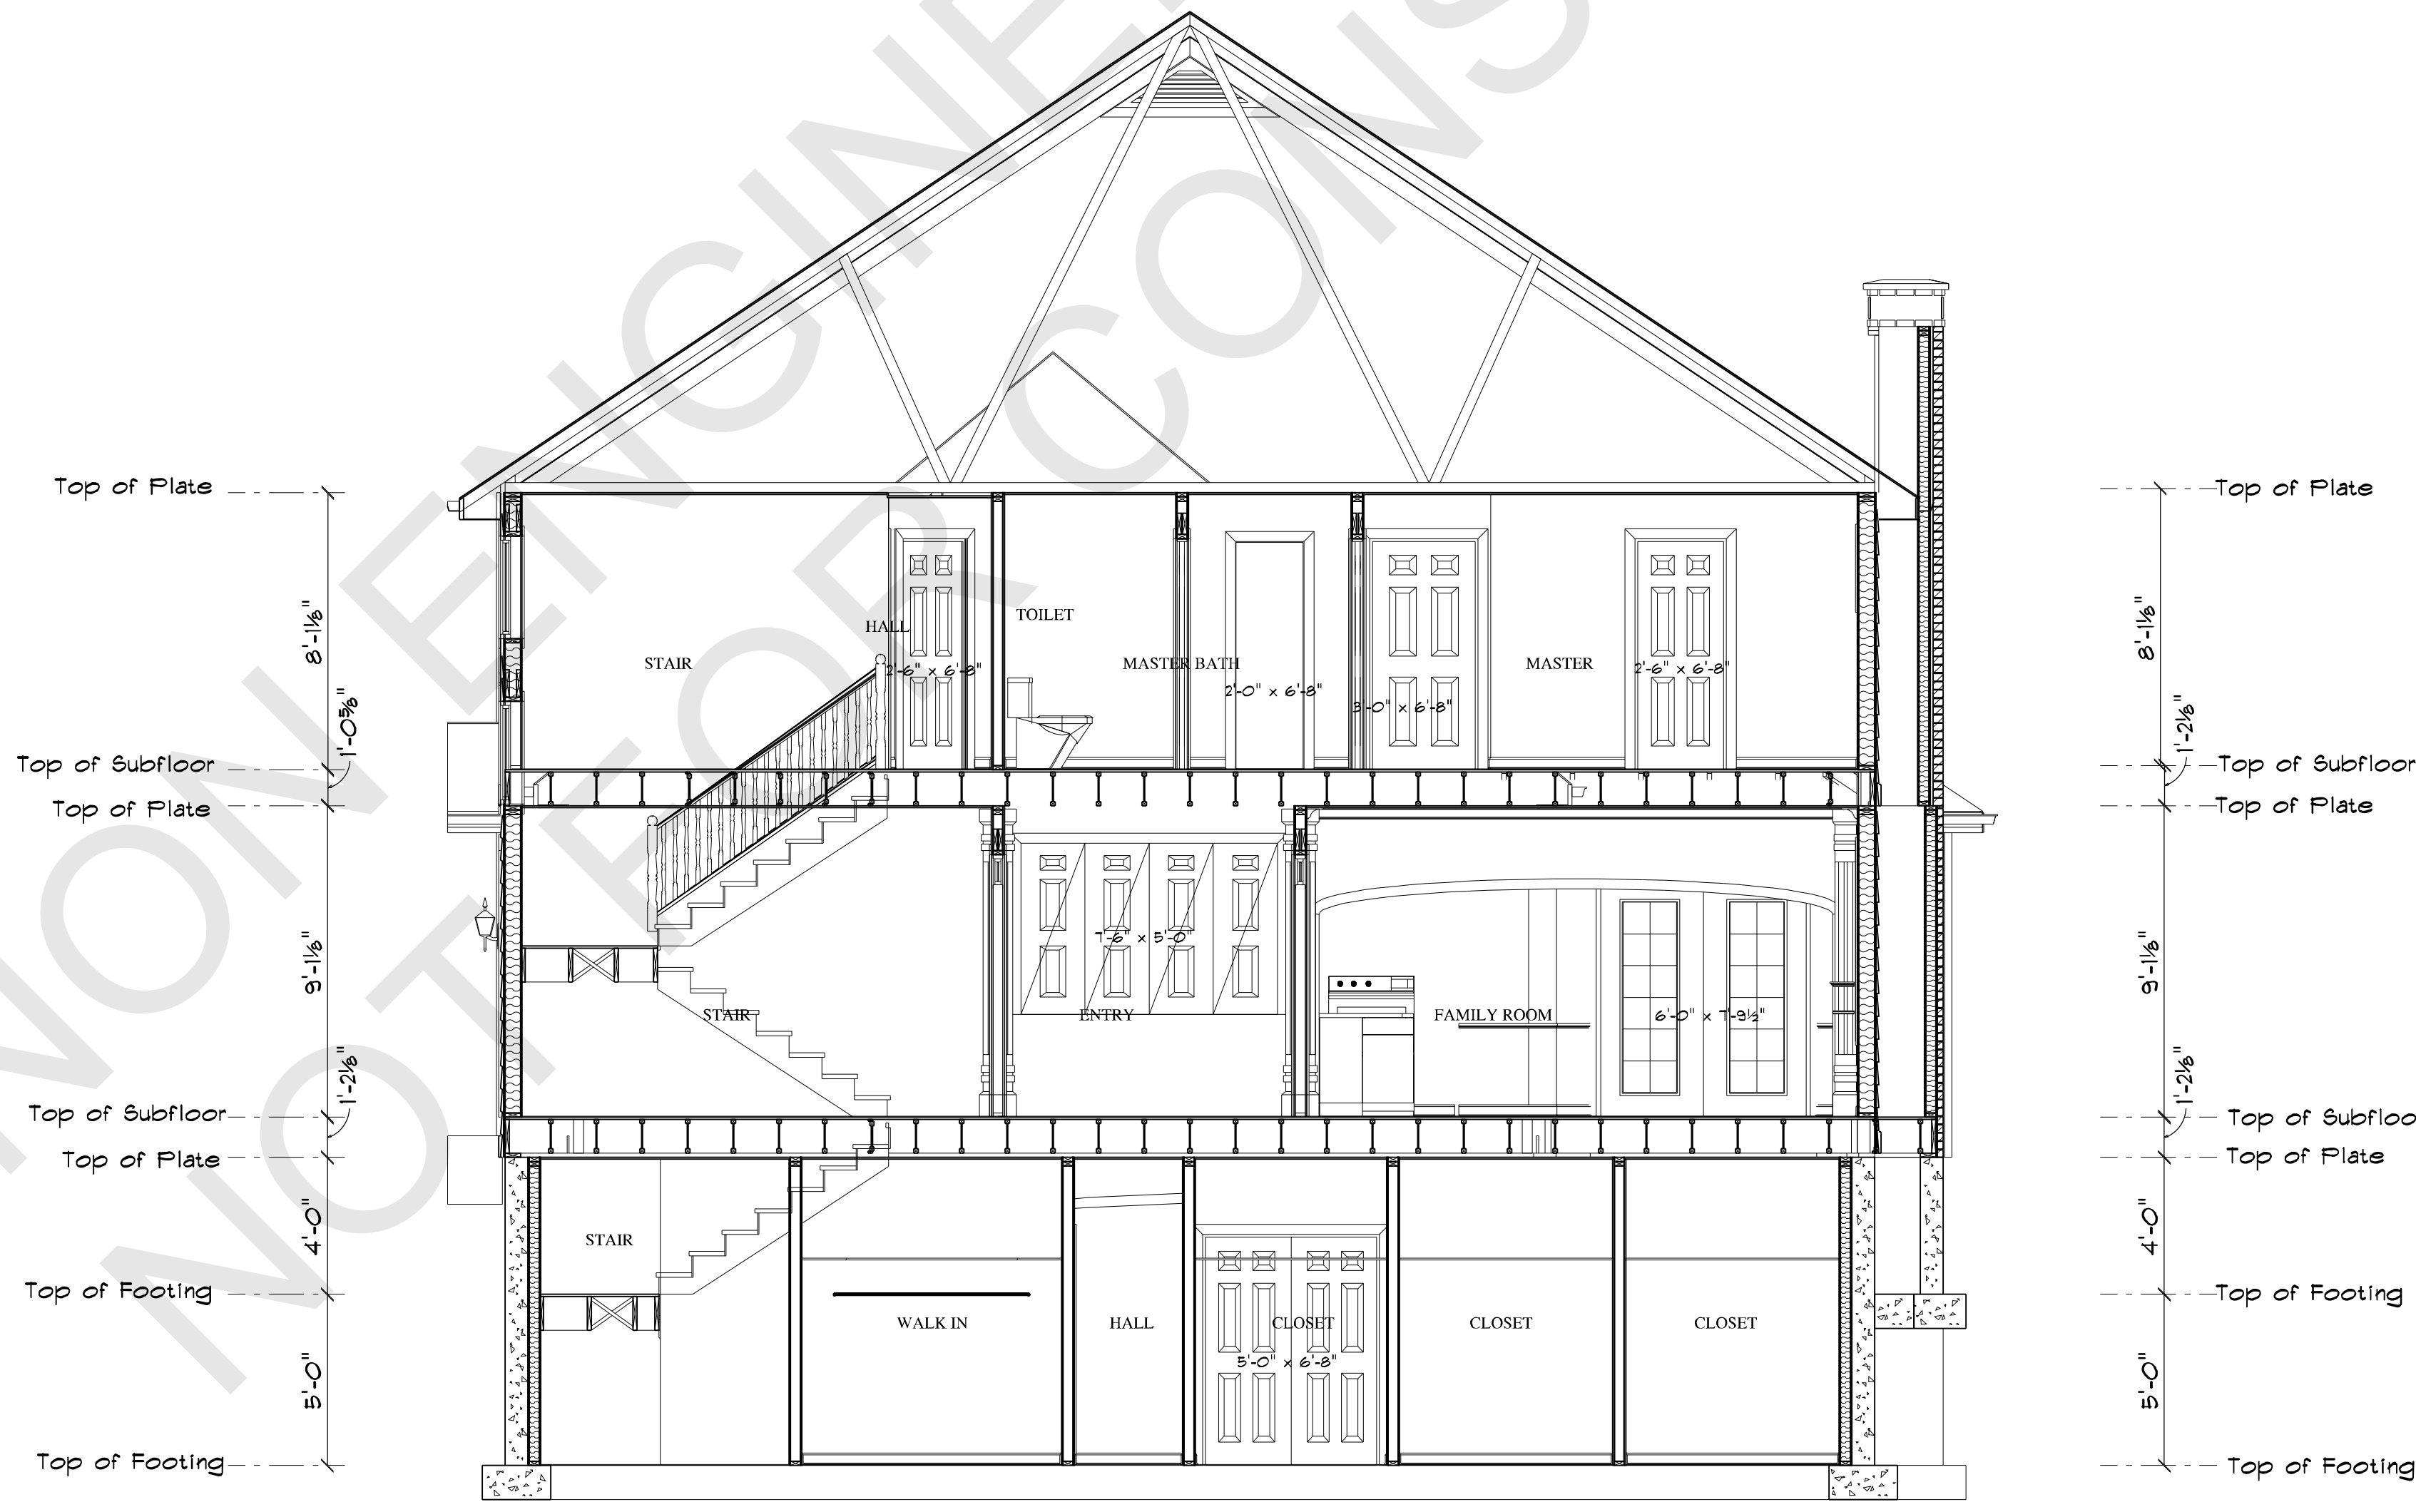 NON ENGINE
NOT FOR CONS
Top of Plate
Top of Plate
8'-1⅛"
8'-1⅛"
TOILET
HALL
STAIR
2'-6" x 6'-8"
MASTER BATH
2'-0" x 6'-8"
3'-0" x 6'-8"
MASTER
2'-6" x 6'-8"
1'-0⅝"
1'-2⅛"
Top of Subfloor
Top of Subfloor
Top of Plate
Top of Plate
9'-1⅛"
9'-1⅛"
7'-6" x 5'-0"
STAIR
ENTRY
FAMILY ROOM
6'-0" x 7'-9½"
1'-2⅛"
1'-2⅛"
Top of Subfloor
Top of Subfloo
Top of Plate
Top of Plate
4'-0"
STAIR
4'-0"
Top of Footing
Top of Footing
WALK IN
HALL
CLOSET
CLOSET
CLOSET
5'-0" x 6'-8"
5'-0"
5'-0"
Top of Footing
Top of Footing